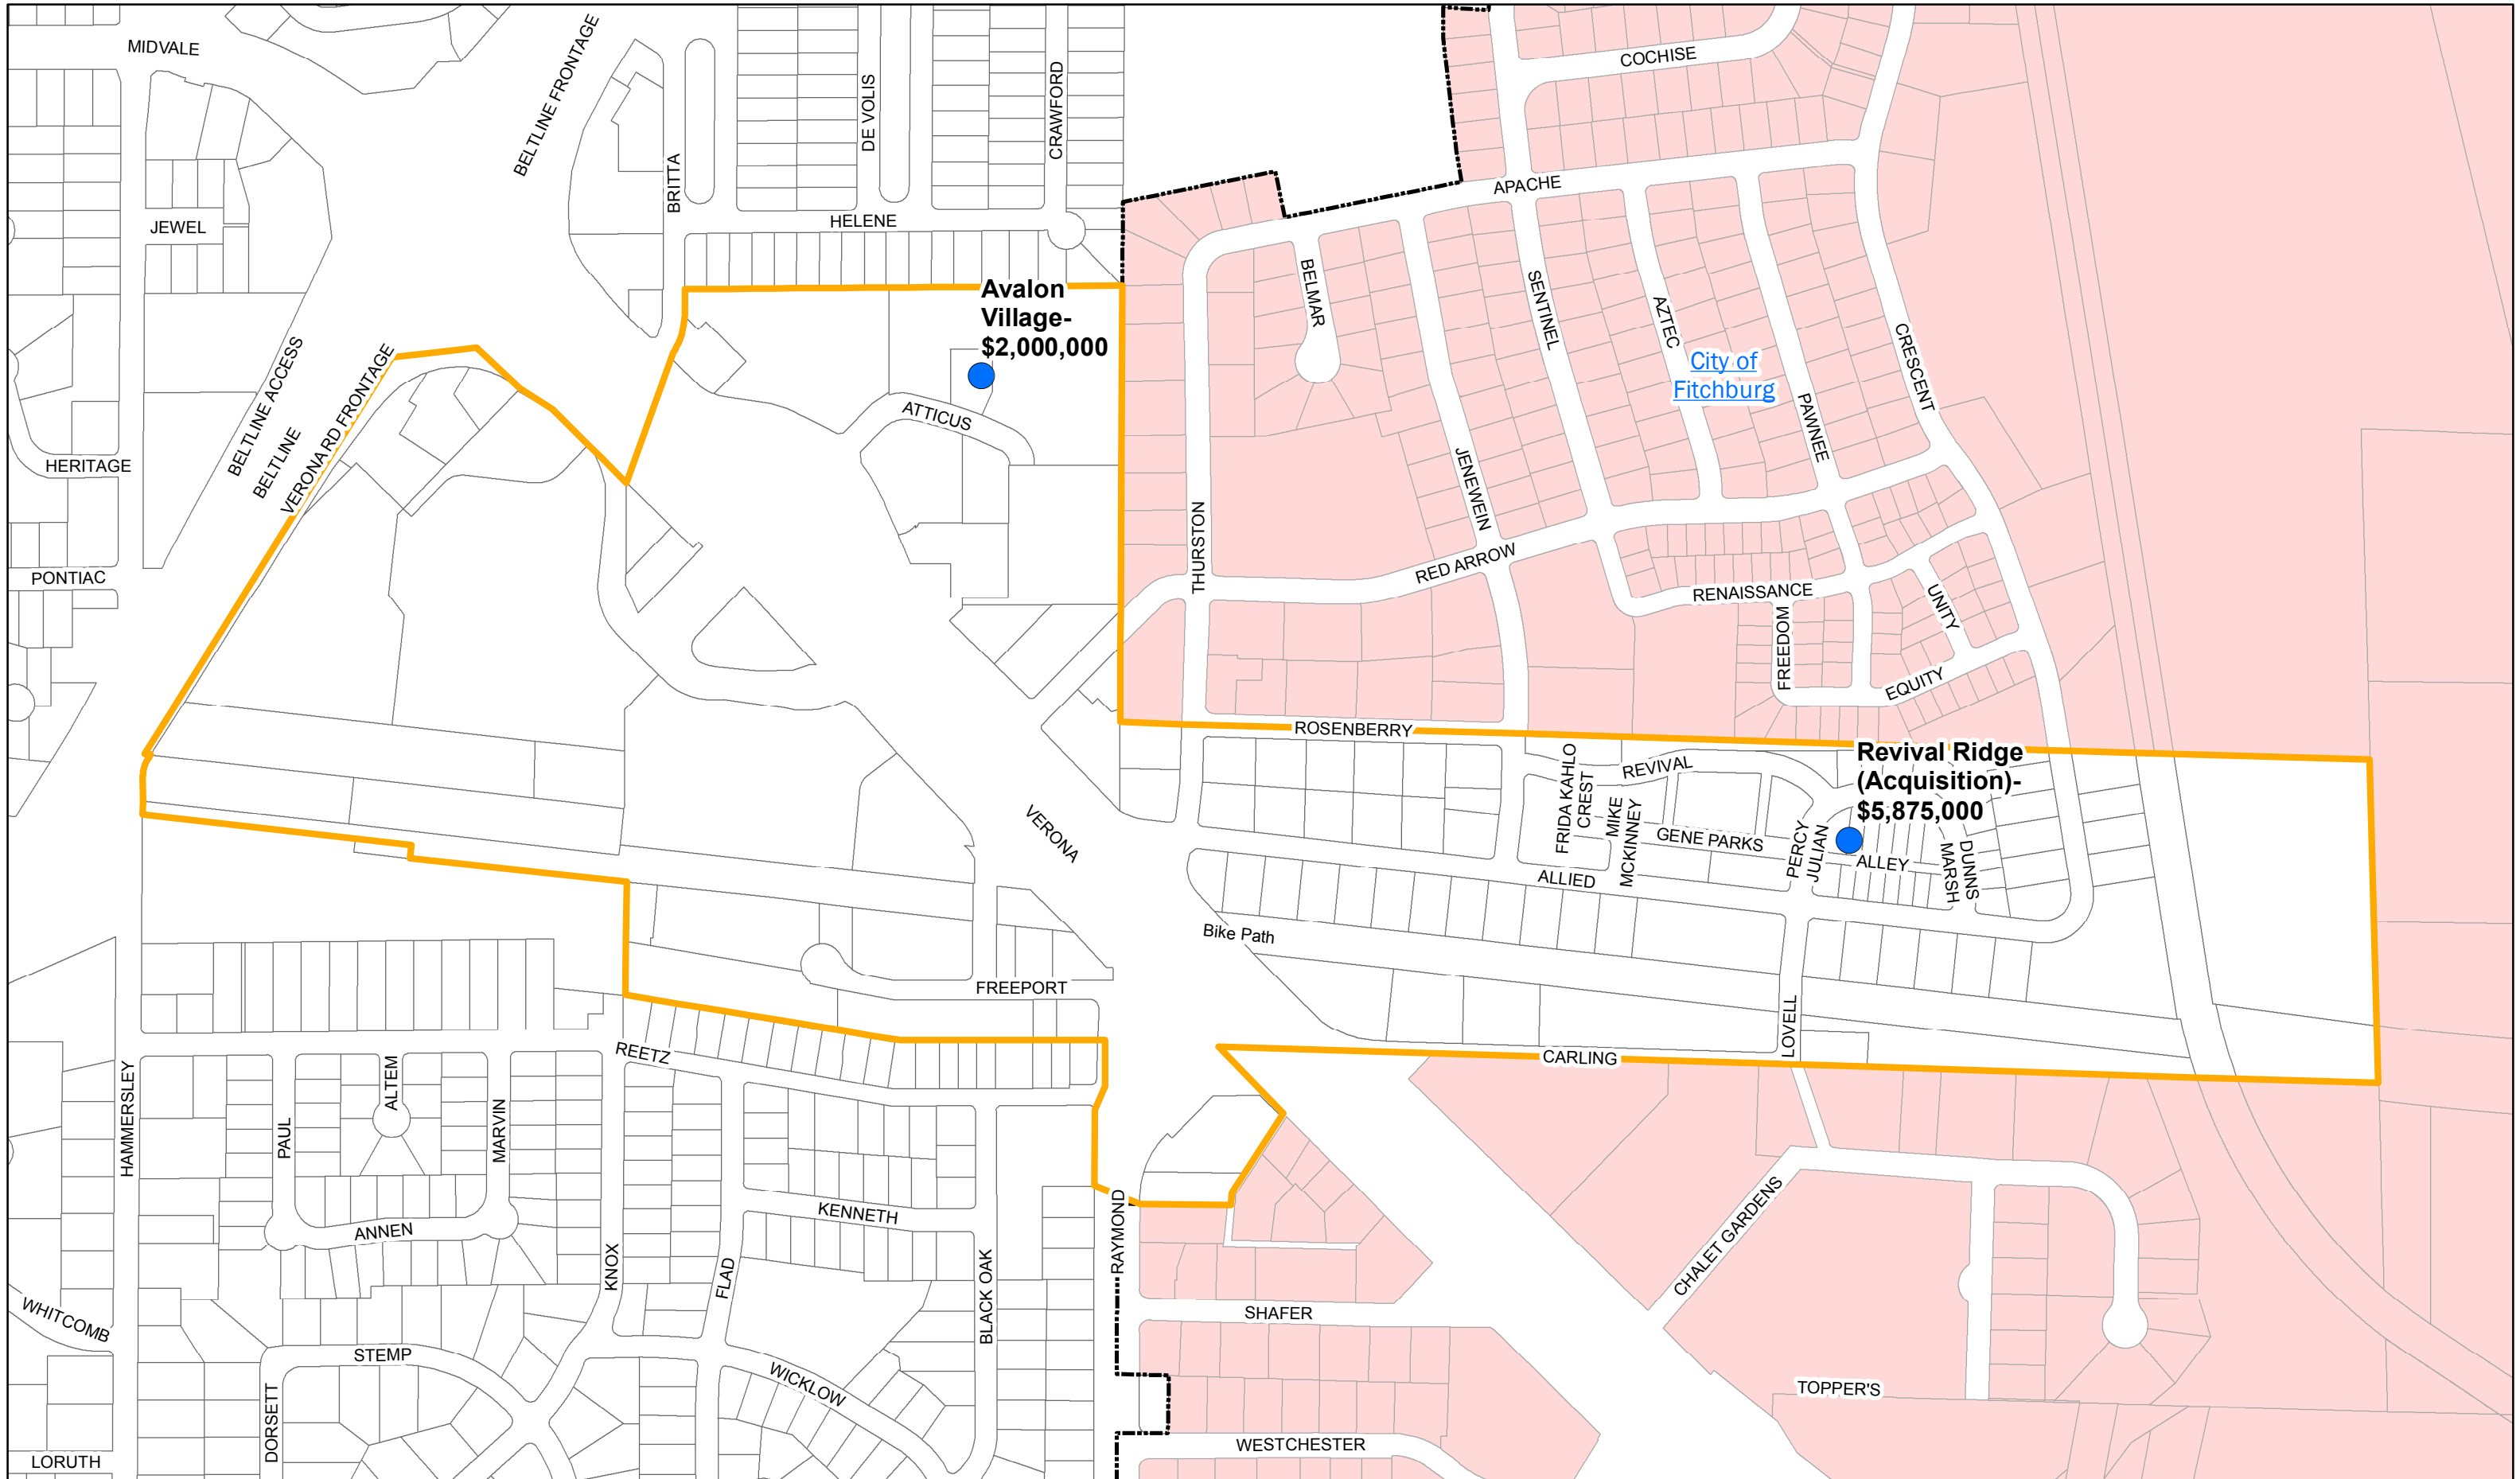 MIDVALE
BELTLINE FRONTAGE
DE VOLIS
CRAWFORD
COCHISE
BRITTA
APACHE
JEWEL
HELENE
BELMAR
SENTINEL
AZTEC
CRESCENT
Avalon
Village-
$2,000,000
City of
Fitchburg
BELTLINE ACCESS
BELTLINE
VERONARD FRONTAGE
ATTICUS
PAWNEE
HERITAGE
JENEWEIN
THURSTON
RED ARROW
PONTIAC
RENAISSANCE
UNITY
FREEDOM
EQUITY
ROSENBERRY
Revival Ridge
(Acquisition)-
$5,875,000
REVIVAL
FRIDA KAHLO
CREST
MIKE
MCKINNEY
GENE PARKS
PERCY
JULIAN
ALLEY
DUNNS
MARSH
VERONA
ALLIED
Bike Path
FREEPORT
LOVELL
CARLING
REETZ
HAMMERSLEY
PAUL
ALTEM
MARVIN
ANNEN
KENNETH
RAYMOND
KNOX
FLAD
BLACK OAK
CHALET GARDENS
WHITCOMB
SHAFER
STEMP
WICKLOW
DORSETT
TOPPER'S
LORUTH
WESTCHESTER